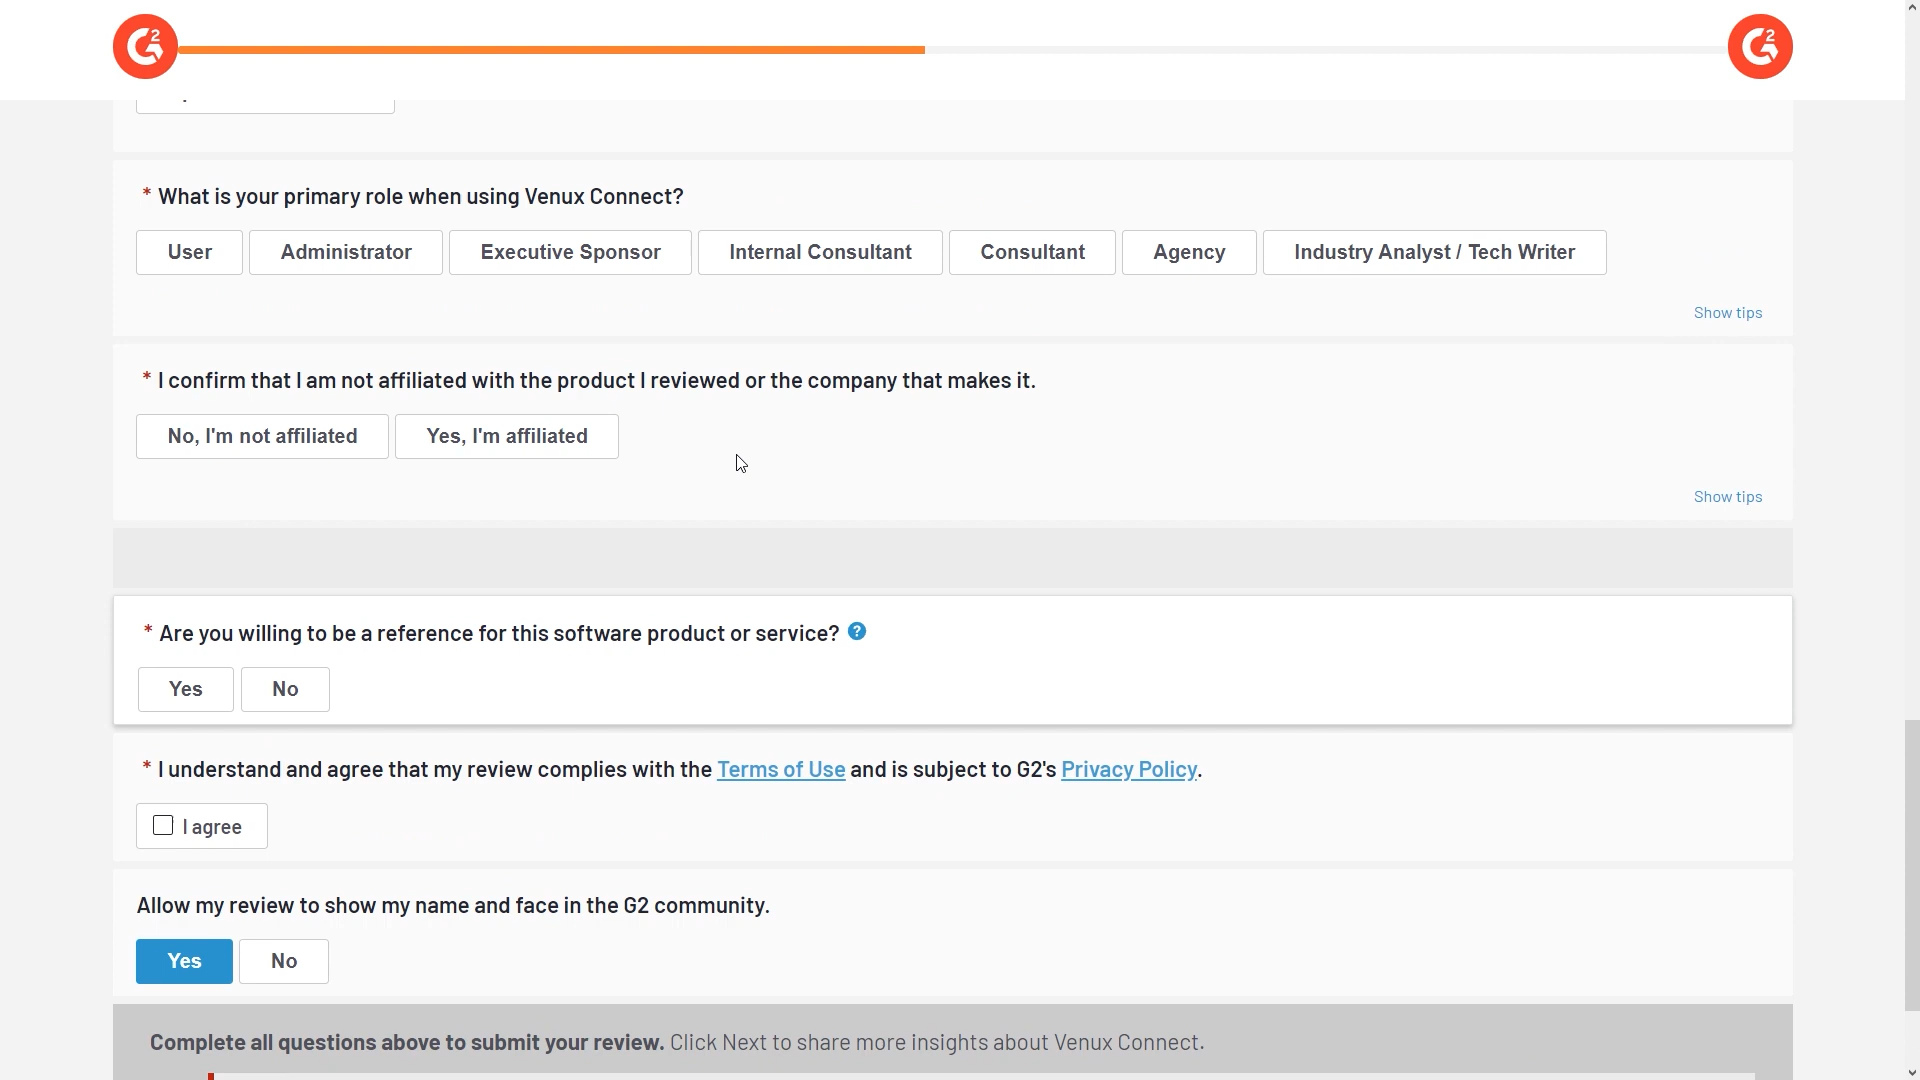 * What is your primary role when using Venux Connect?
User Administrator Executive Sponsor Internal Consultant Consultant Agency Industry Analyst / Tech Writer
Show tips
* I confirm that I am not affiliated with the product I reviewed or the company that makes it.
No, I'm not affiliated Yes, I'm affiliated
Show tips
* Are you willing to be a reference for this software product or service? ?
Yes No
* I understand and agree that my review complies with the Terms of Use and is subject to G2's Privacy Policy.
I agree
Allow my review to show my name and face in the G2 community.
Yes No
Complete all questions above to submit your review. Click Next to share more insights about Venux Connect.